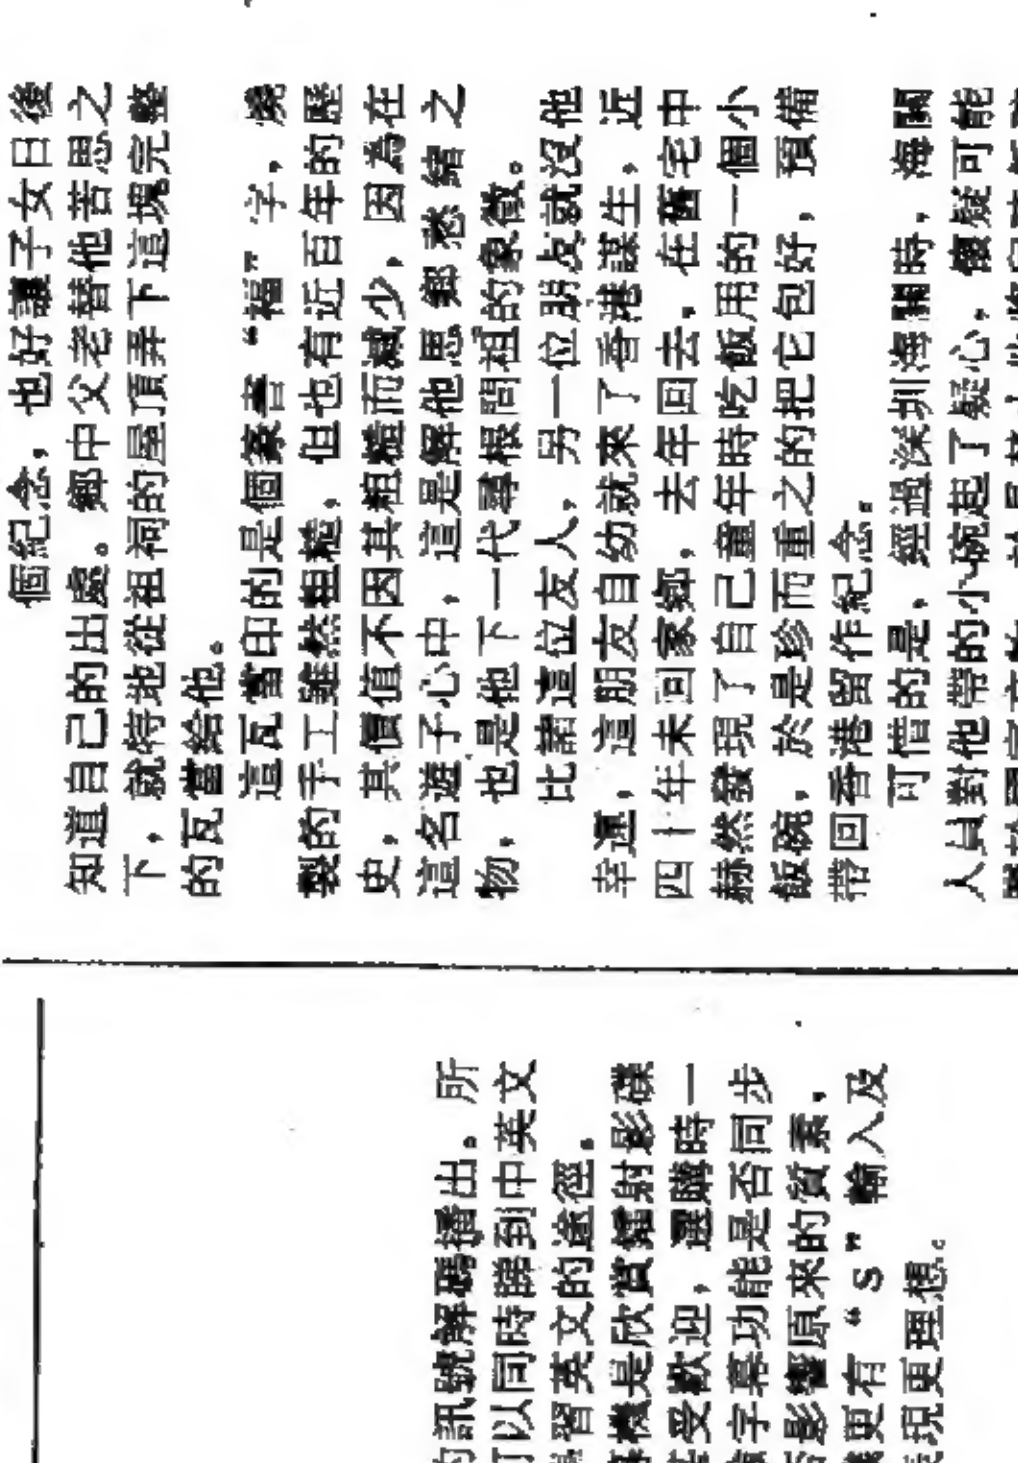 個紀念，也好讓子女日後
知道自己的出處。鄉中父老替他苦思之
下，就特地從祖祠的屋頂弄下這塊完整
的瓦當給他。
這瓦當印的是個篆書“福”字，燒
製的手工雖然粗糙，但也有近百年的歷
史，其價值不因其粗糙而減少，因為在
這名遊子心中，這是解他思鄉愁緒之
物，也是他下一代尋根問祖的象徵。
比諸這位友人，另一位朋友就沒他
幸運，這朋友自幼就來了香港謀生，近
四十年未回家鄉，去年回去，在舊宅中
赫然發現了自己童年時吃飯用的一個小
飯碗，於是珍而重之的把它包好，預備
帶回香港留作紀念。
可惜的是，經過深圳海關時，海關
人員對他帶的小碗起了疑心，懷疑可能
訊號解碼播出。所
可以同時睇到中英文
習英文的途徑。
機是欣賞鐳射影碟
受歡迎，選購時一
字幕功能是否同步
影響原來的質素，
更有“S”輸入及
現更理想。